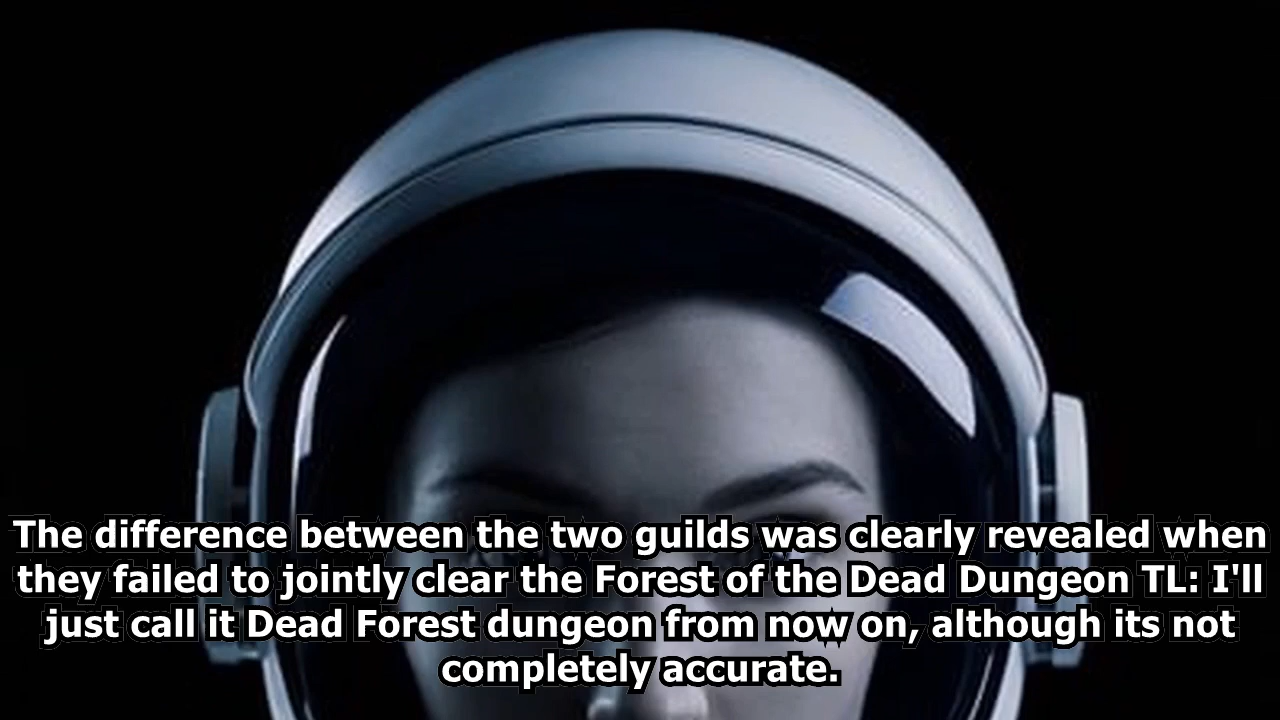 The difference between the two guilds was clearly revealed when
they failed to jointly clear the Forest of the Dead Dungeon TL: I'll
just call it Dead Forest dungeon from now on, although its not
completely accurate.